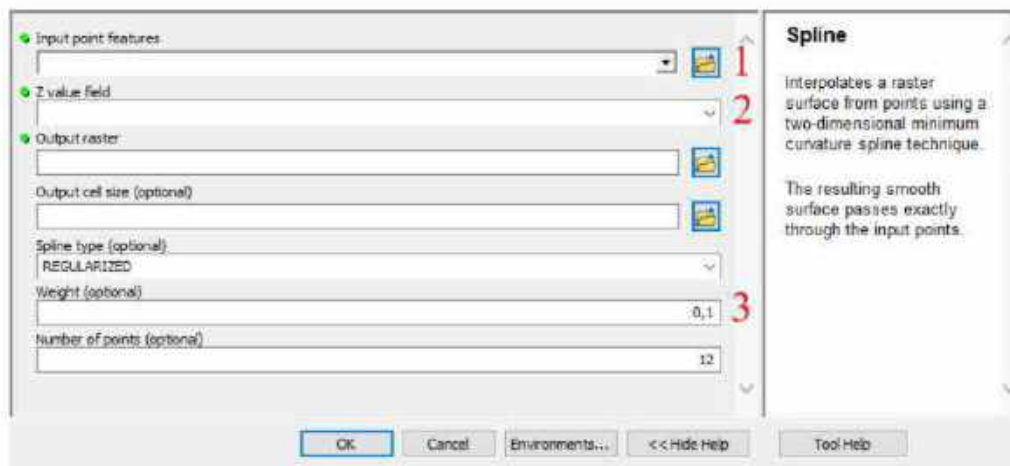 Input point features
1
Z value field
2
Output raster
Output cell size (optional)
Spline type (optional)
REGULARIZED
Weight (optional)
0,1
3
Number of points (optional)
12
OK
Cancel
Environments...
<< Hide Help
Tool Help
Spline
Interpolates a raster
surface from points using a
two-dimensional minimum
curvature spline technique.
The resulting smooth
surface passes exactly
through the input points.